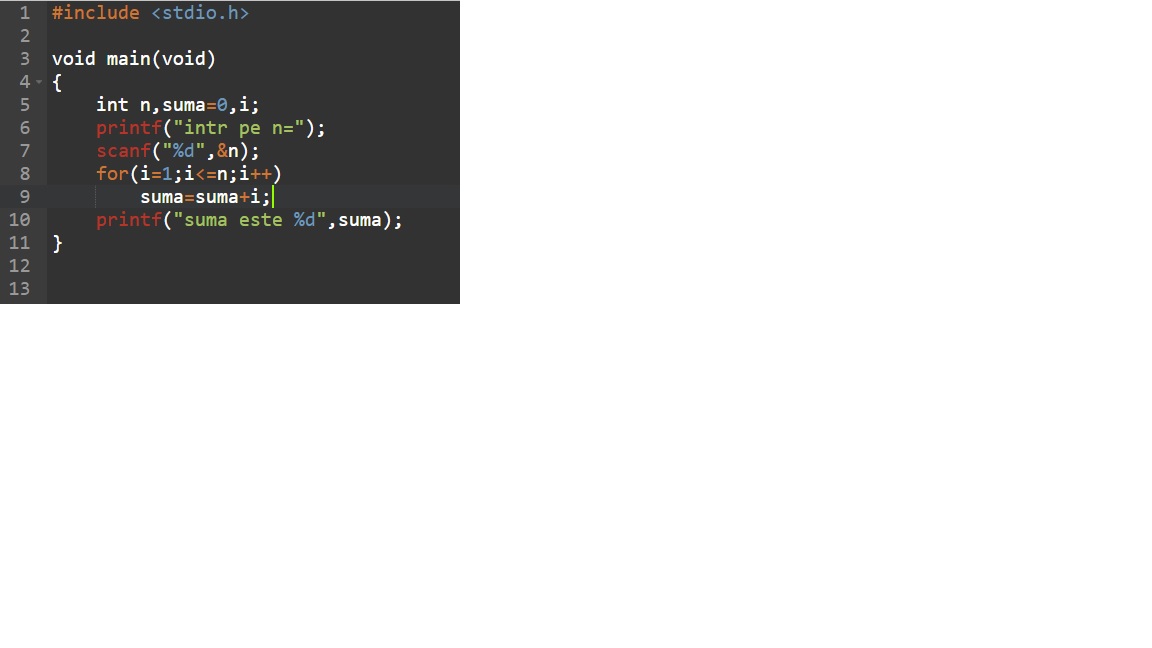 1 #include <stdio.h>
2
3 void main(void)
4 {
5 int n,suma=0,i;
6 printf("intr pe n=");
7 scanf("%d",&n);
8 for(i=1;i<=n;i++)
9 suma=suma+i;
10 printf("suma este %d",suma);
11 }
12
13